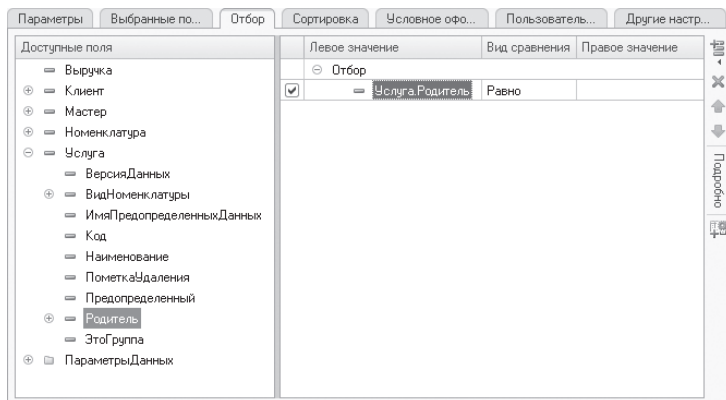 Параметры Выбранные по... Отбор Сортировка Условное офо... Пользователь... Другие настр...
Доступные поля Левое значение Вид сравнения Правое значение
Выручка Отбор
Клиент Услуга.Родитель Равно
Мастер
Номенклатура
Услуга
ВерсияДанных
ВидНоменклатуры
ИмяПредопределенныхДанных
Код
Наименование
ПометкаУдаления
Предопределенный
Родитель
ЭтоГруппа
ПараметрыДанных
Подробно